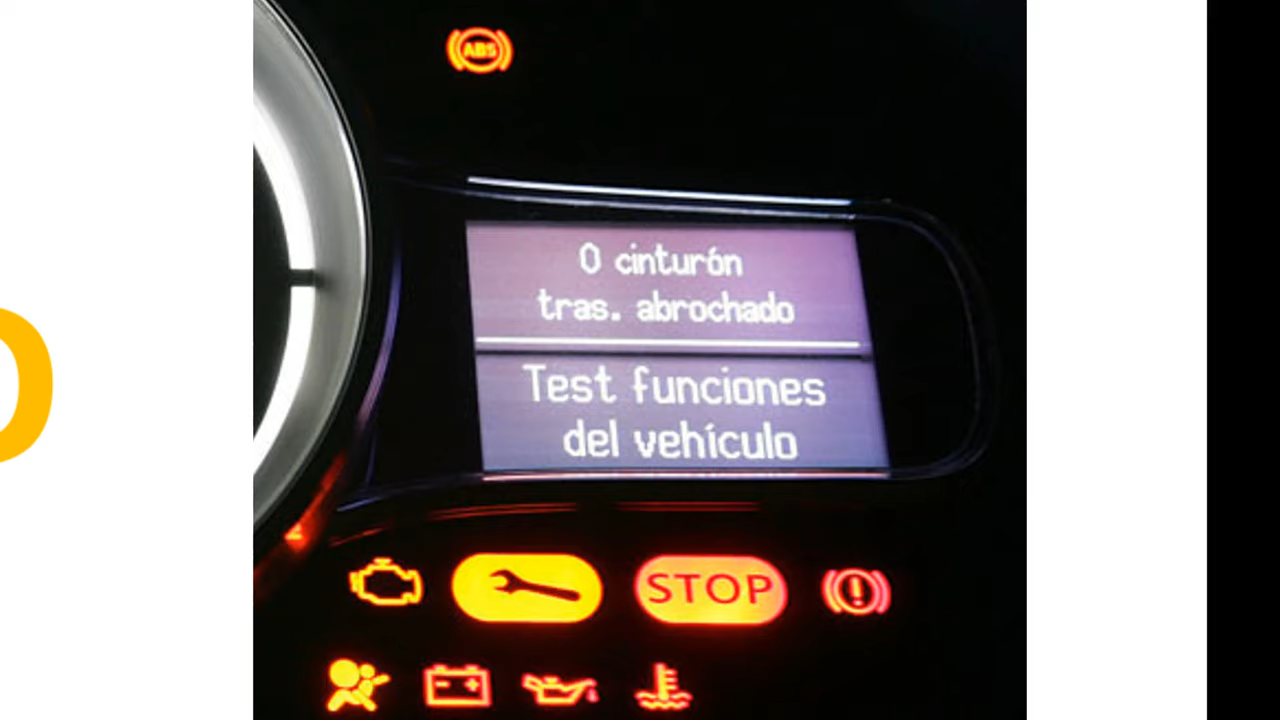 ABS
0 cinturón
tras. abrochado
Test funciones
del vehículo
STOP